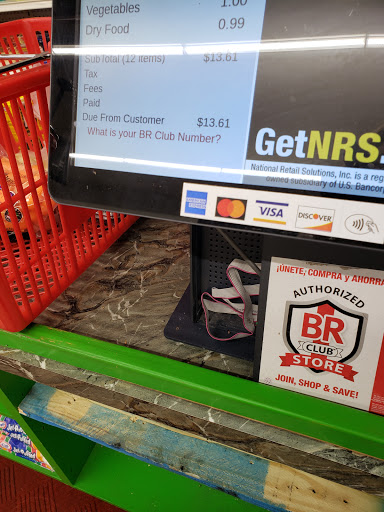 Vegetables 1.00
Dry Food 0.99
SubTotal (12 items) $13.61
Tax
Fees
Paid
Due From Customer $13.61
What is your BR Club Number?
GetNRS.
National Retail Solutions, Inc. is a reg
owned subsidiary of U.S. Bancorp
VISA
DISCOVER
¡ÚNETE, COMPRA y AHORRA
AUTHORIZED
BR
CLUB
STORE
JOIN, SHOP & SAVE!